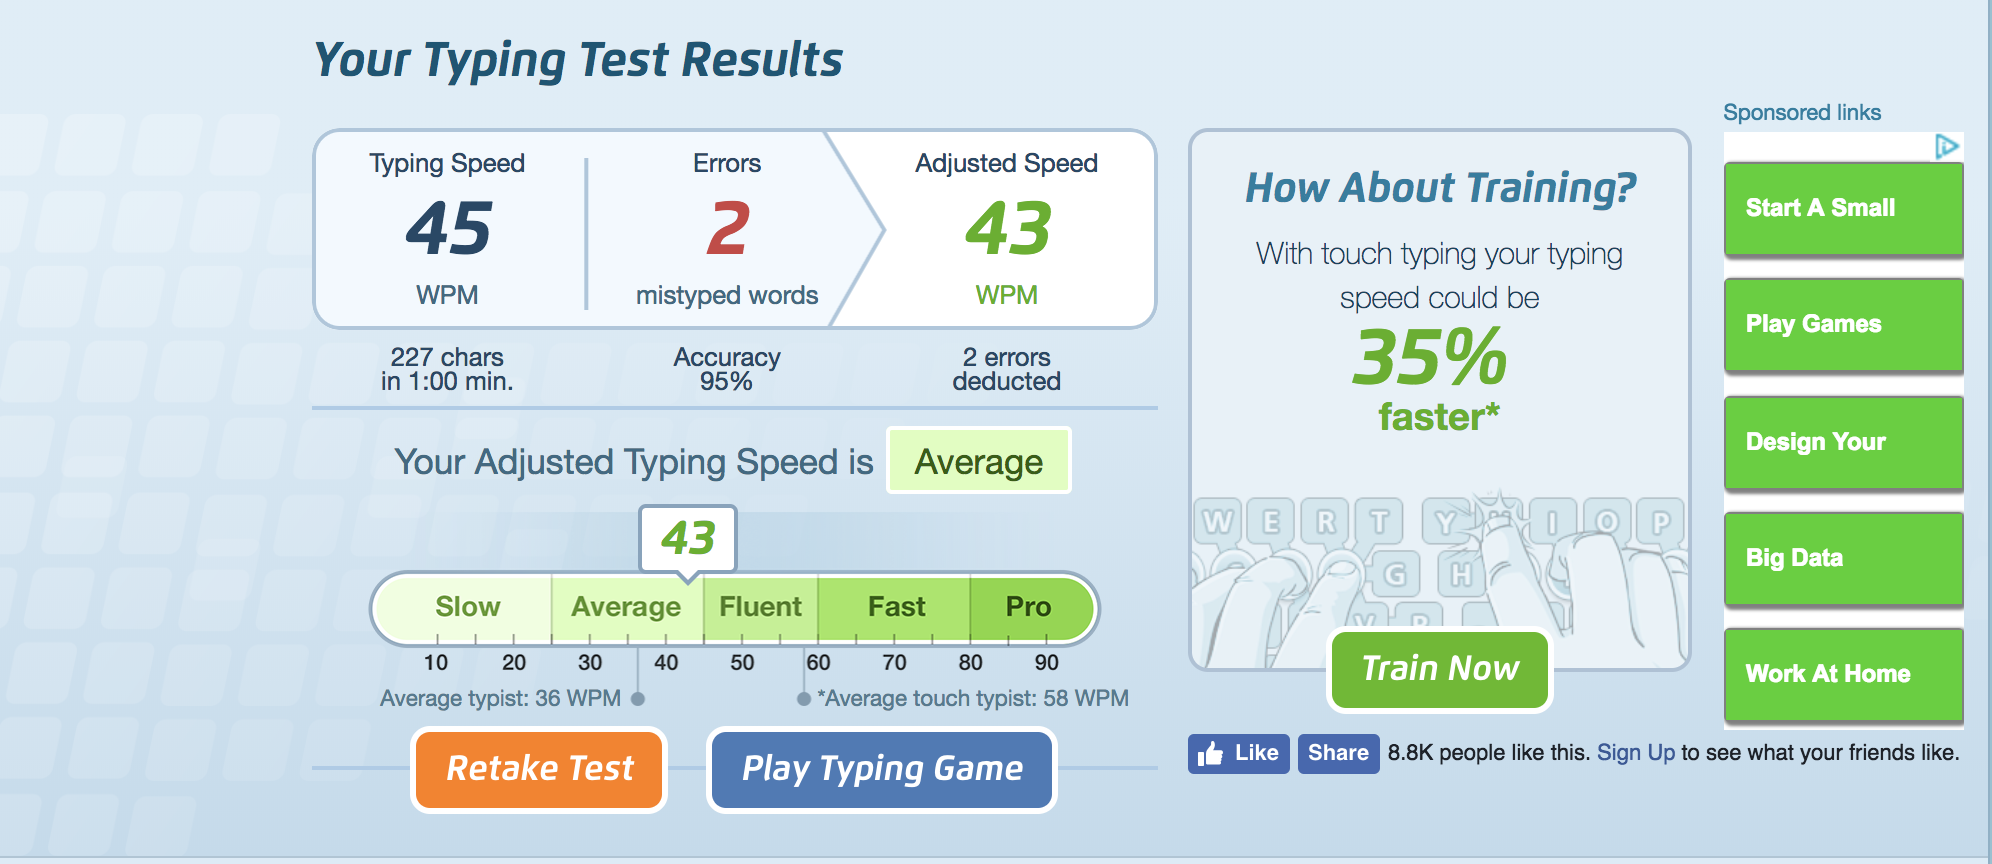 Your Typing Test Results
Typing Speed
45
WPM
227 chars
in 1:00 min.
Errors
2
mistyped words
Accuracy
95%
Adjusted Speed
43
WPM
2 errors
deducted
Your Adjusted Typing Speed is Average
43
Slow Average Fluent Fast Pro
10 20 30 40 50 60 70 80 90
Average typist: 36 WPM *Average touch typist: 58 WPM
Retake Test Play Typing Game
How About Training?
With touch typing your typing
speed could be
35%
faster*
W E R T Y I O P
G H
Train Now
Like Share 8.8K people like this. Sign Up to see what your friends like.
Sponsored links
Start A Small
Play Games
Design Your
Big Data
Work At Home